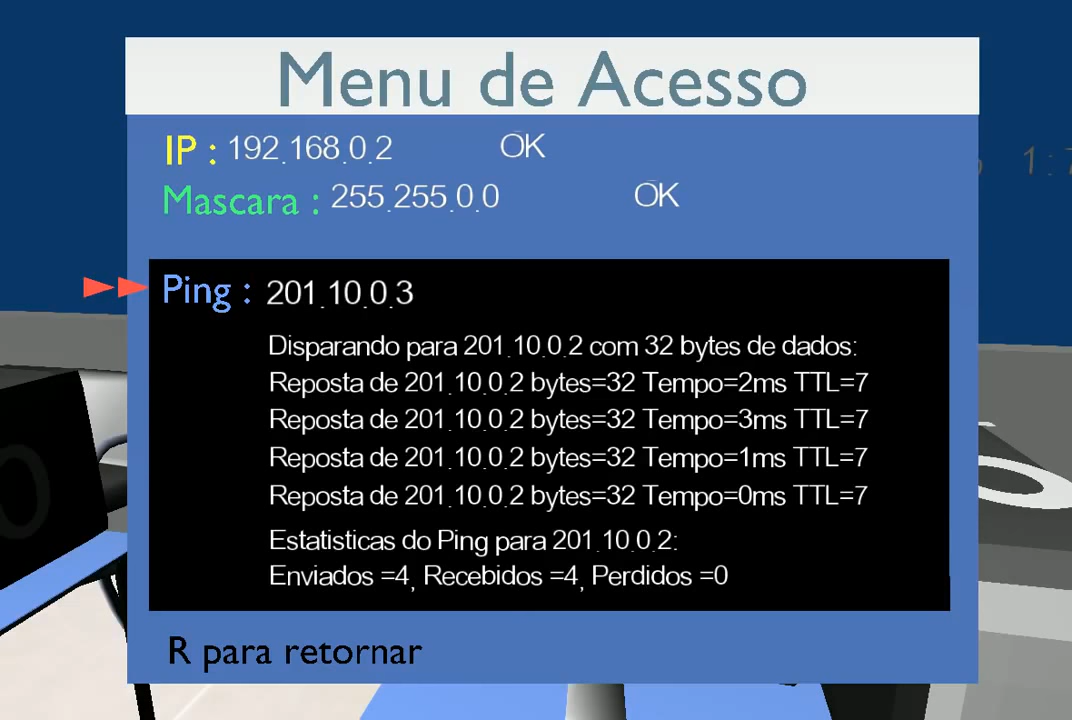 Menu de Acesso
IP : 192.168.0.2 OK
Mascara : 255.255.0.0 OK
Ping : 201.10.0.3
Disparando para 201.10.0.2 com 32 bytes de dados:
Reposta de 201.10.0.2 bytes=32 Tempo=2ms TTL=7
Reposta de 201.10.0.2 bytes=32 Tempo=3ms TTL=7
Reposta de 201.10.0.2 bytes=32 Tempo=1ms TTL=7
Reposta de 201.10.0.2 bytes=32 Tempo=0ms TTL=7
Estatisticas do Ping para 201.10.0.2:
Enviados =4, Recebidos =4, Perdidos =0
R para retornar